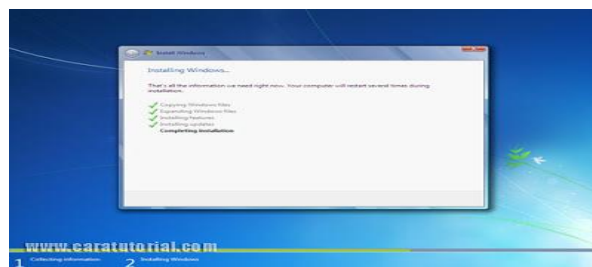 Install Windows
Installing Windows...
That's all the information we need right now. Your computer will restart several times during
installation.
Copying Windows files
Expanding Windows files
Installing features
Installing updates
Completing installation
www.caratutorial.com
1 Collecting information
2 Installing Windows